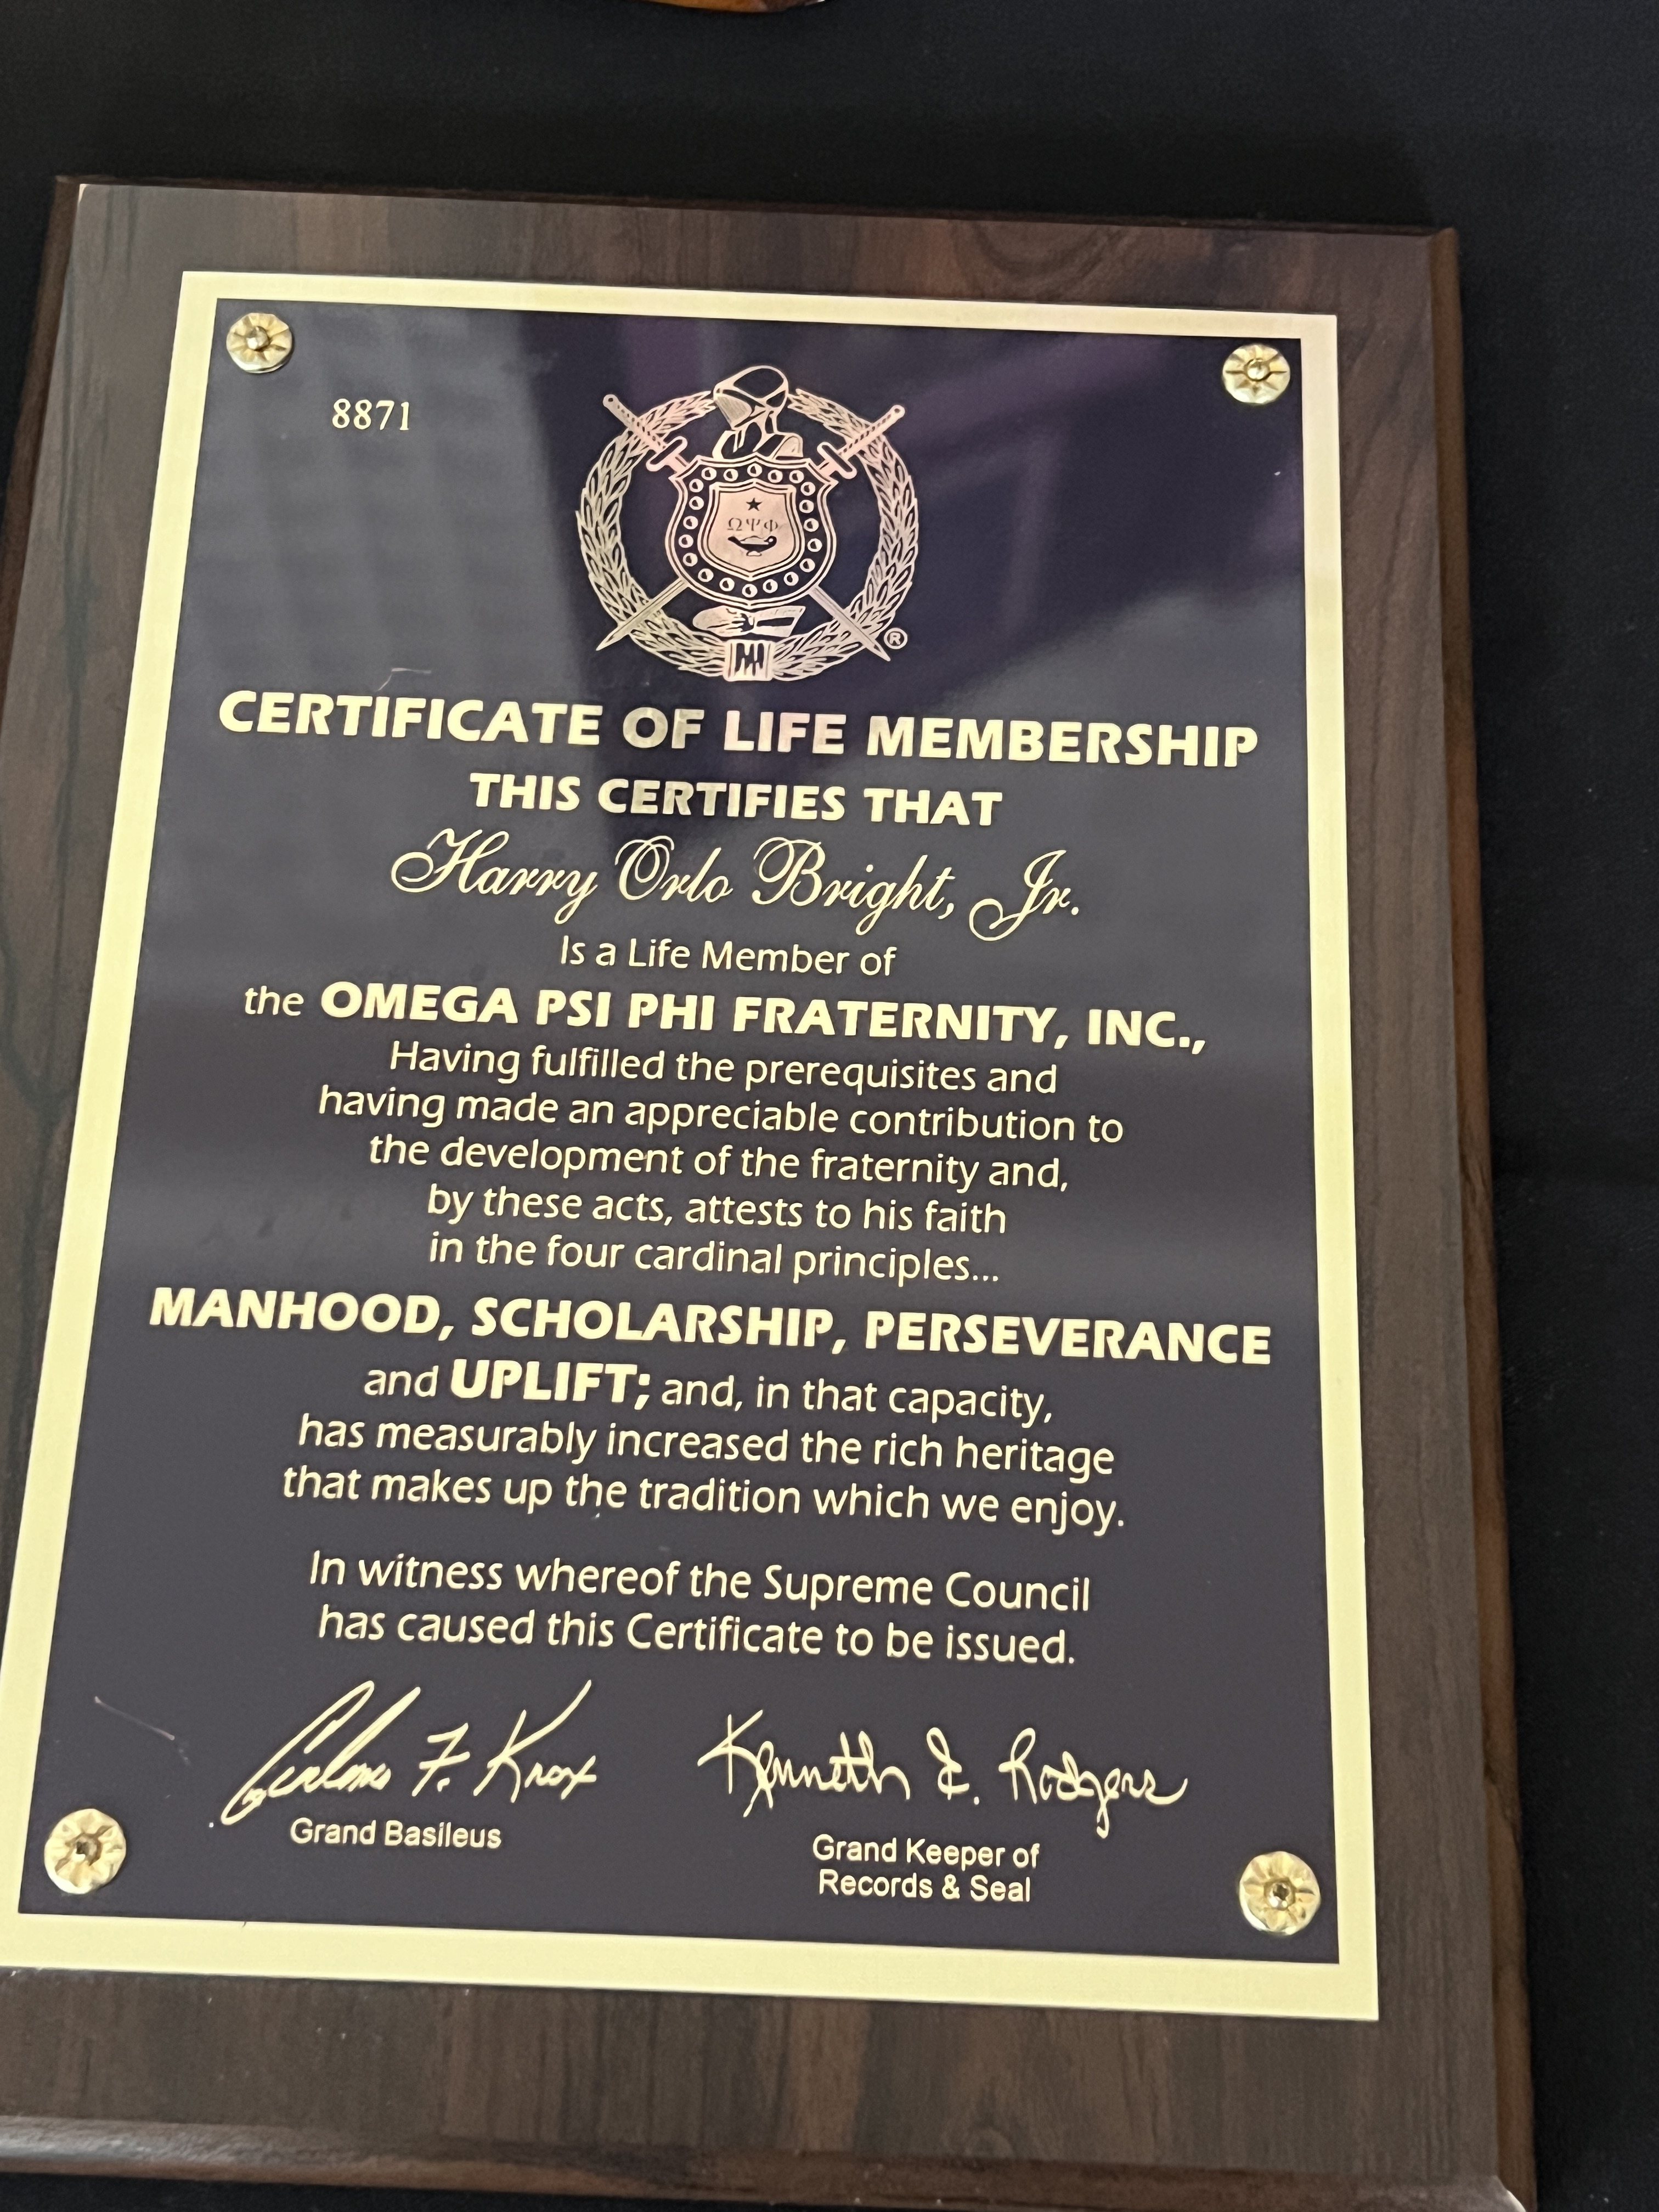 8871
ΩΨΦ
®
CERTIFICATE OF LIFE MEMBERSHIP
THIS CERTIFIES THAT
Harry Orlo Bright, Jr.
Is a Life Member of
the OMEGA PSI PHI FRATERNITY, INC.,
Having fulfilled the prerequisites and
having made an appreciable contribution to
the development of the fraternity and,
by these acts, attests to his faith
in the four cardinal principles...
MANHOOD, SCHOLARSHIP, PERSEVERANCE
and UPLIFT; and, in that capacity,
has measurably increased the rich heritage
that makes up the tradition which we enjoy.
In witness whereof the Supreme Council
has caused this Certificate to be issued.
F. Knox
Kenneth Rodgers
Grand Basileus
Grand Keeper of
Records & Seal